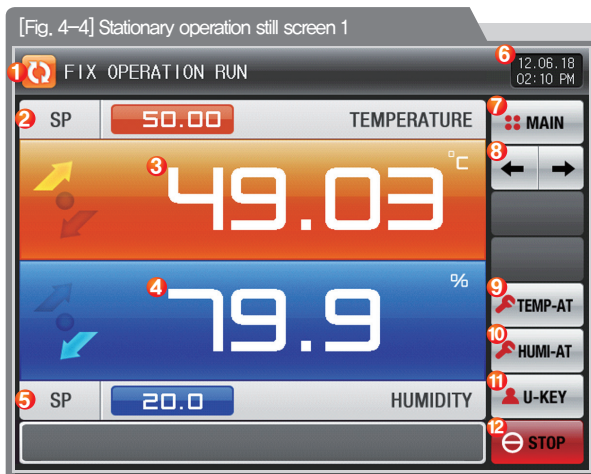 [Fig. 4-4] Stationary operation still screen 1
1 FIX OPERATION RUN
6 12.06.18
02:10 PM
2 SP 50.00 TEMPERATURE
7 MAIN
3 49.03 °C
8 ← →
4 79.9 %
9 TEMP-AT
10 HUMI-AT
5 SP 20.0 HUMIDITY
11 U-KEY
12 STOP